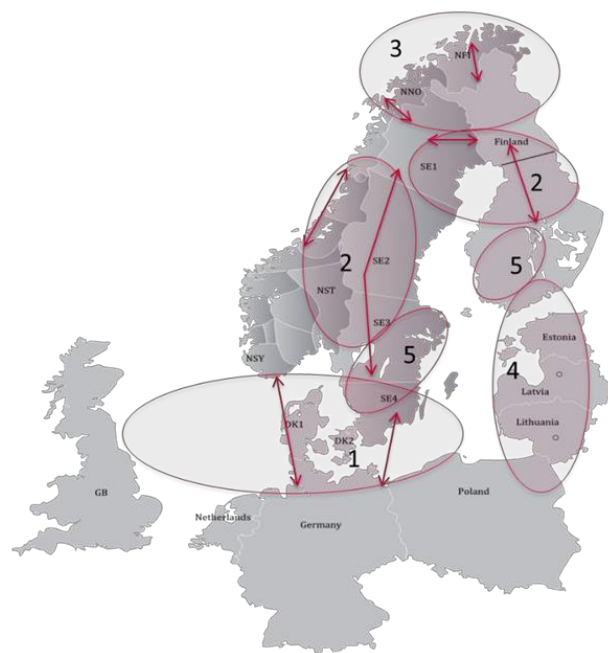 3
NFI
NNO
Finland
SE1
2
2
SE2
NST
5
SE3
5
Estonia
NSY
4
Latvia
SE4
DK1
Lithuania
DK2
1
GB
Poland
Netherlands
Germany